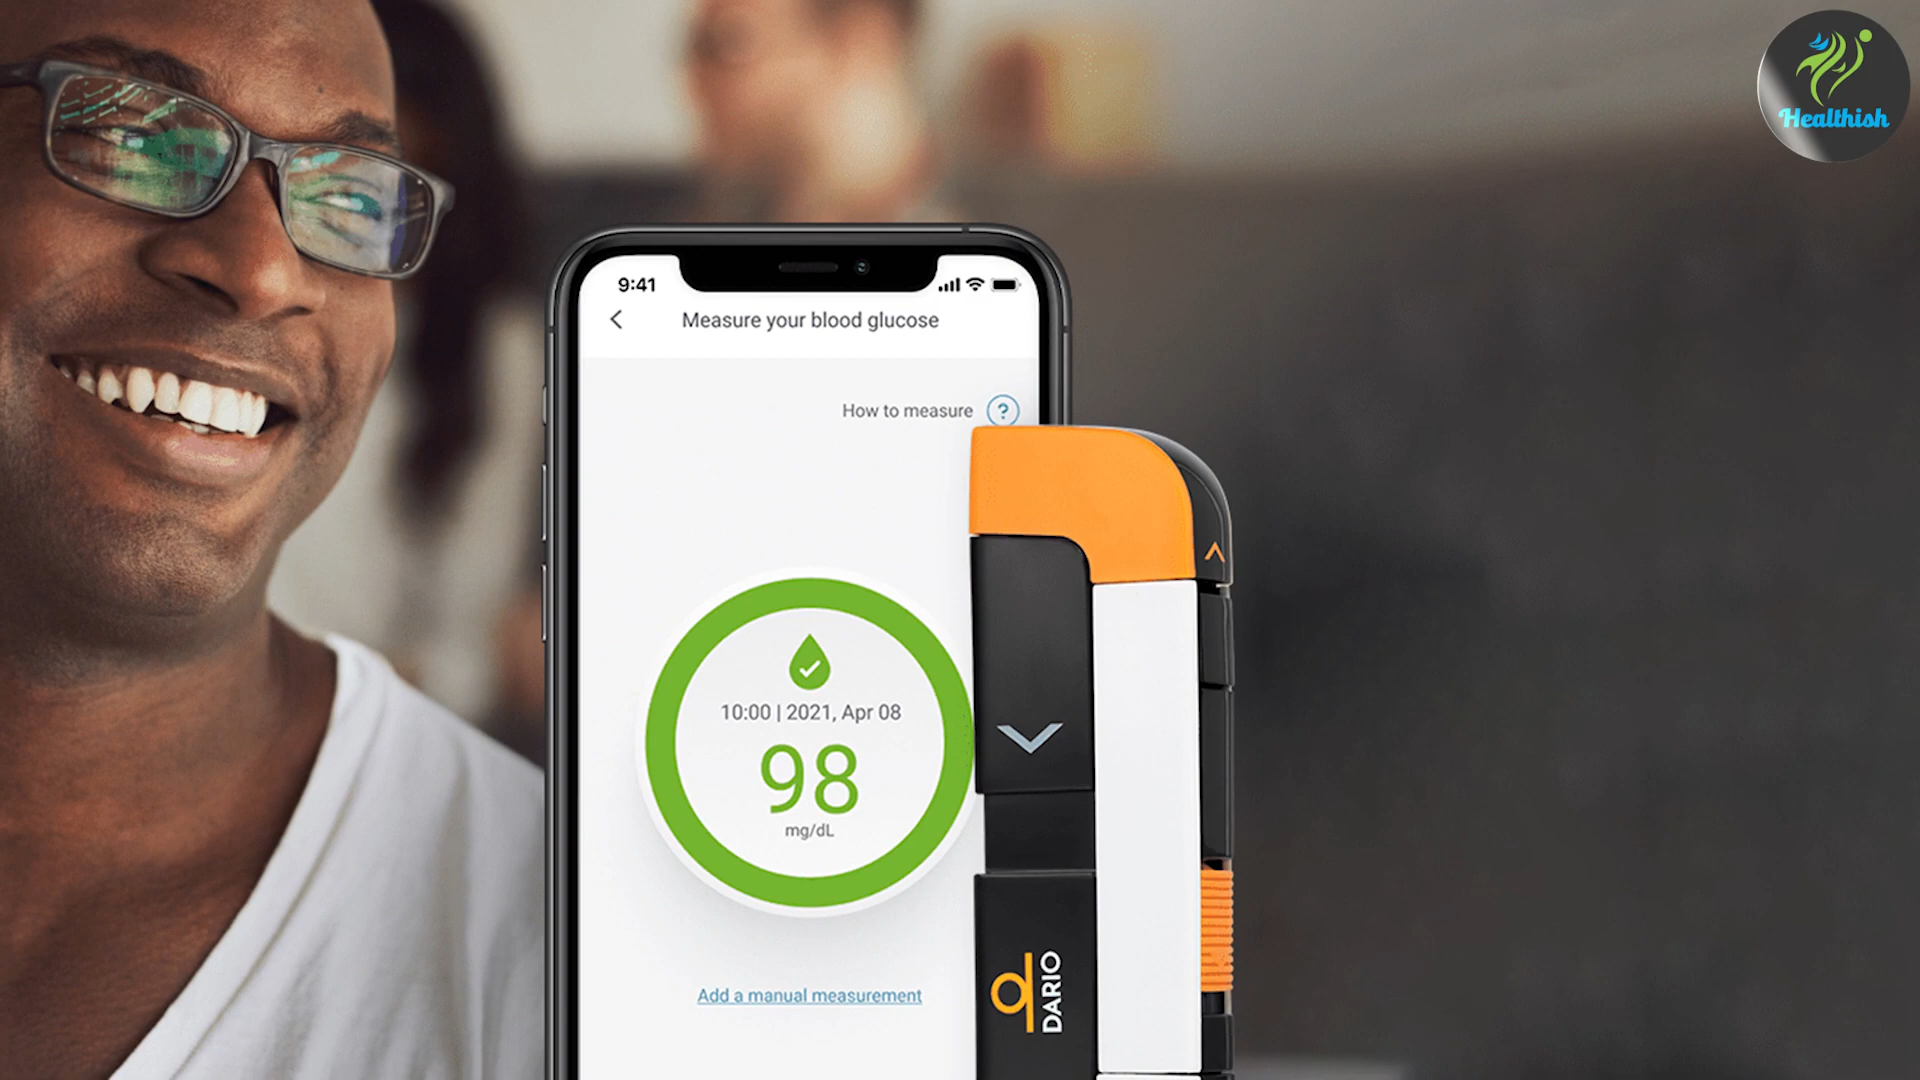 Healthish
9:41
Measure your blood glucose
How to measure ?
10:00 | 2021, Apr 08
98
mg/dL
Add a manual measurement
DARIO